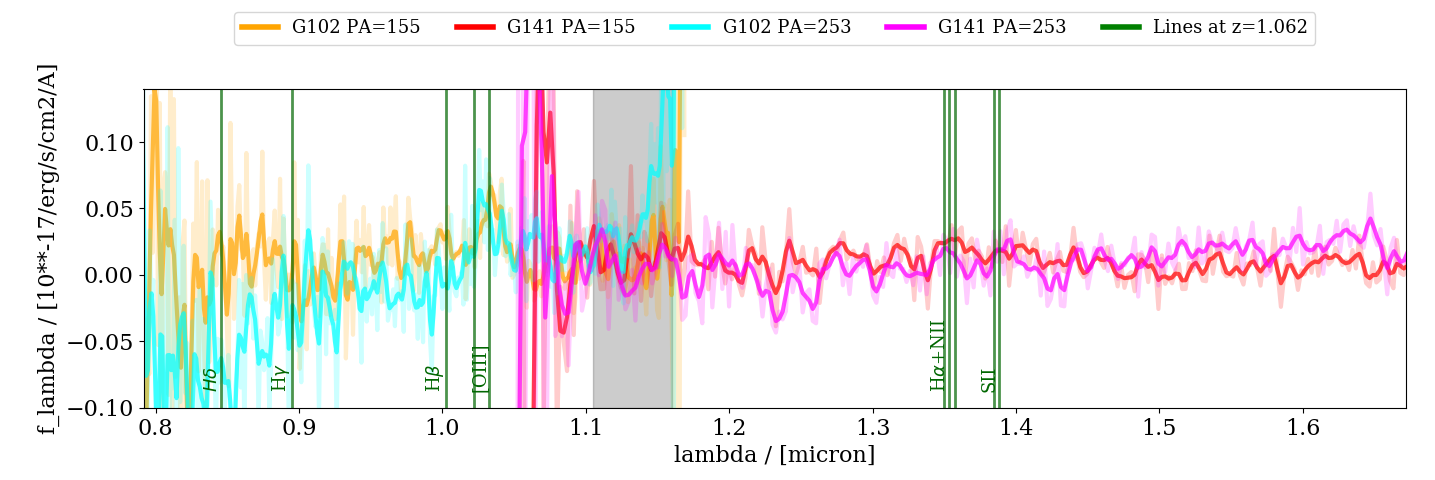 G102 PA=155 G141 PA=155 G102 PA=253 G141 PA=253 Lines at z=1.062
f_lambda / [10**-17/erg/s/cm2/A]
0.10
0.05
0.00
−0.05
−0.10
Hδ Hγ Hβ [OIII] Hα+NII SII
0.8 0.9 1.0 1.1 1.2 1.3 1.4 1.5 1.6
lambda / [micron]